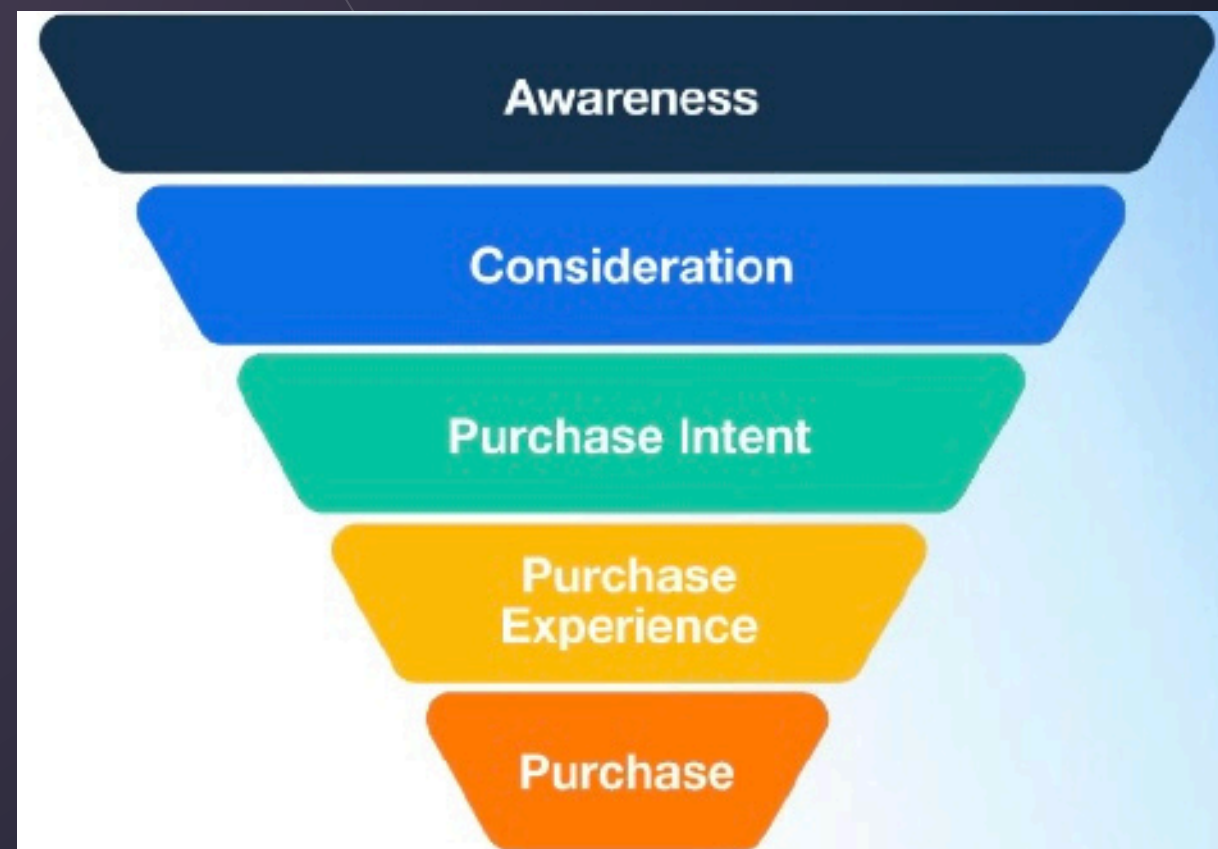 Awareness
Consideration
Purchase Intent
Purchase
Experience
Purchase